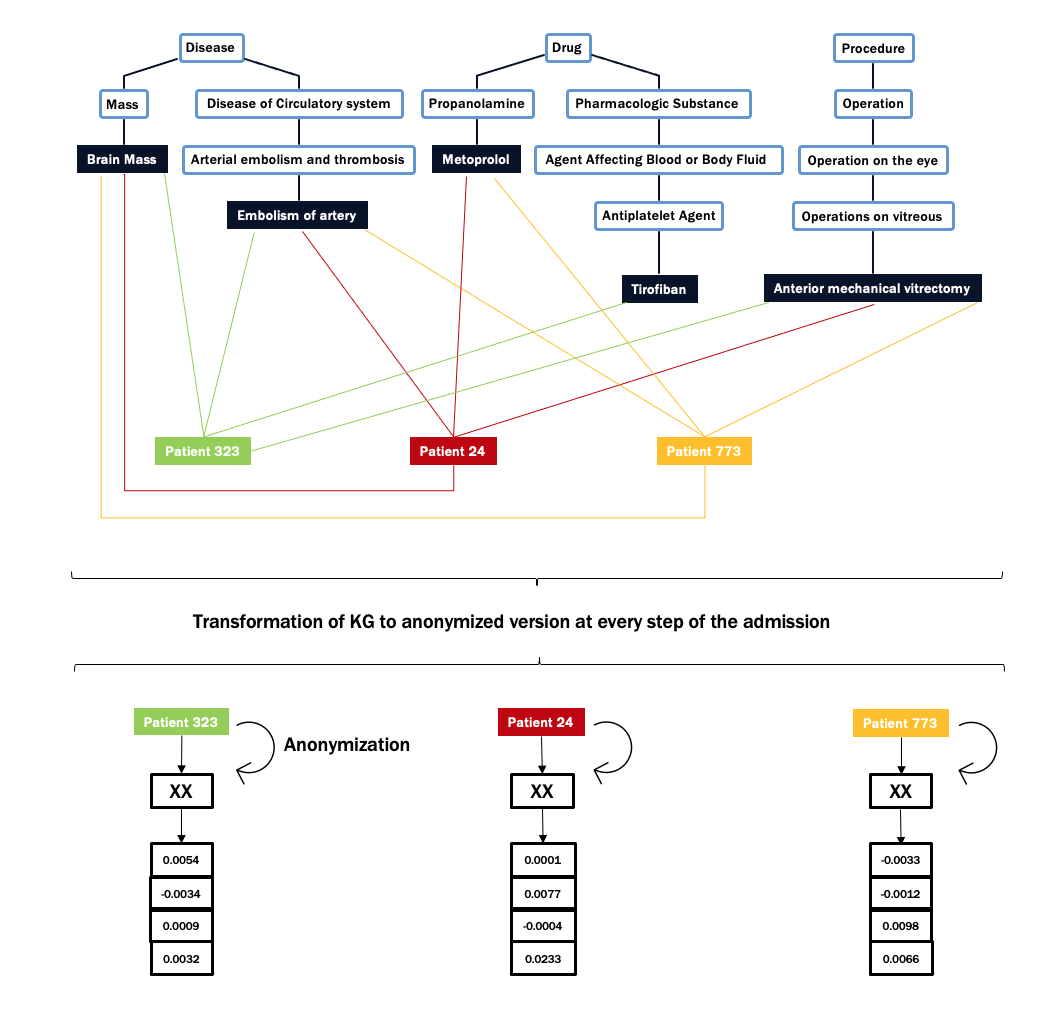 Disease
Drug
Procedure
Mass
Disease of Circulatory system
Propanolamine
Pharmacologic Substance
Operation
Brain Mass
Arterial embolism and thrombosis
Metoprolol
Agent Affecting Blood or Body Fluid
Operation on the eye
Embolism of artery
Antiplatelet Agent
Operations on vitreous
Tirofiban
Anterior mechanical vitrectomy
Patient 323
Patient 24
Patient 773
Transformation of KG to anonymized version at every step of the admission
Patient 323
Patient 24
Patient 773
Anonymization
XX
XX
XX
0.0054
0.0001
-0.0033
-0.0034
0.0077
-0.0012
0.0009
-0.0004
0.0098
0.0032
0.0233
0.0066